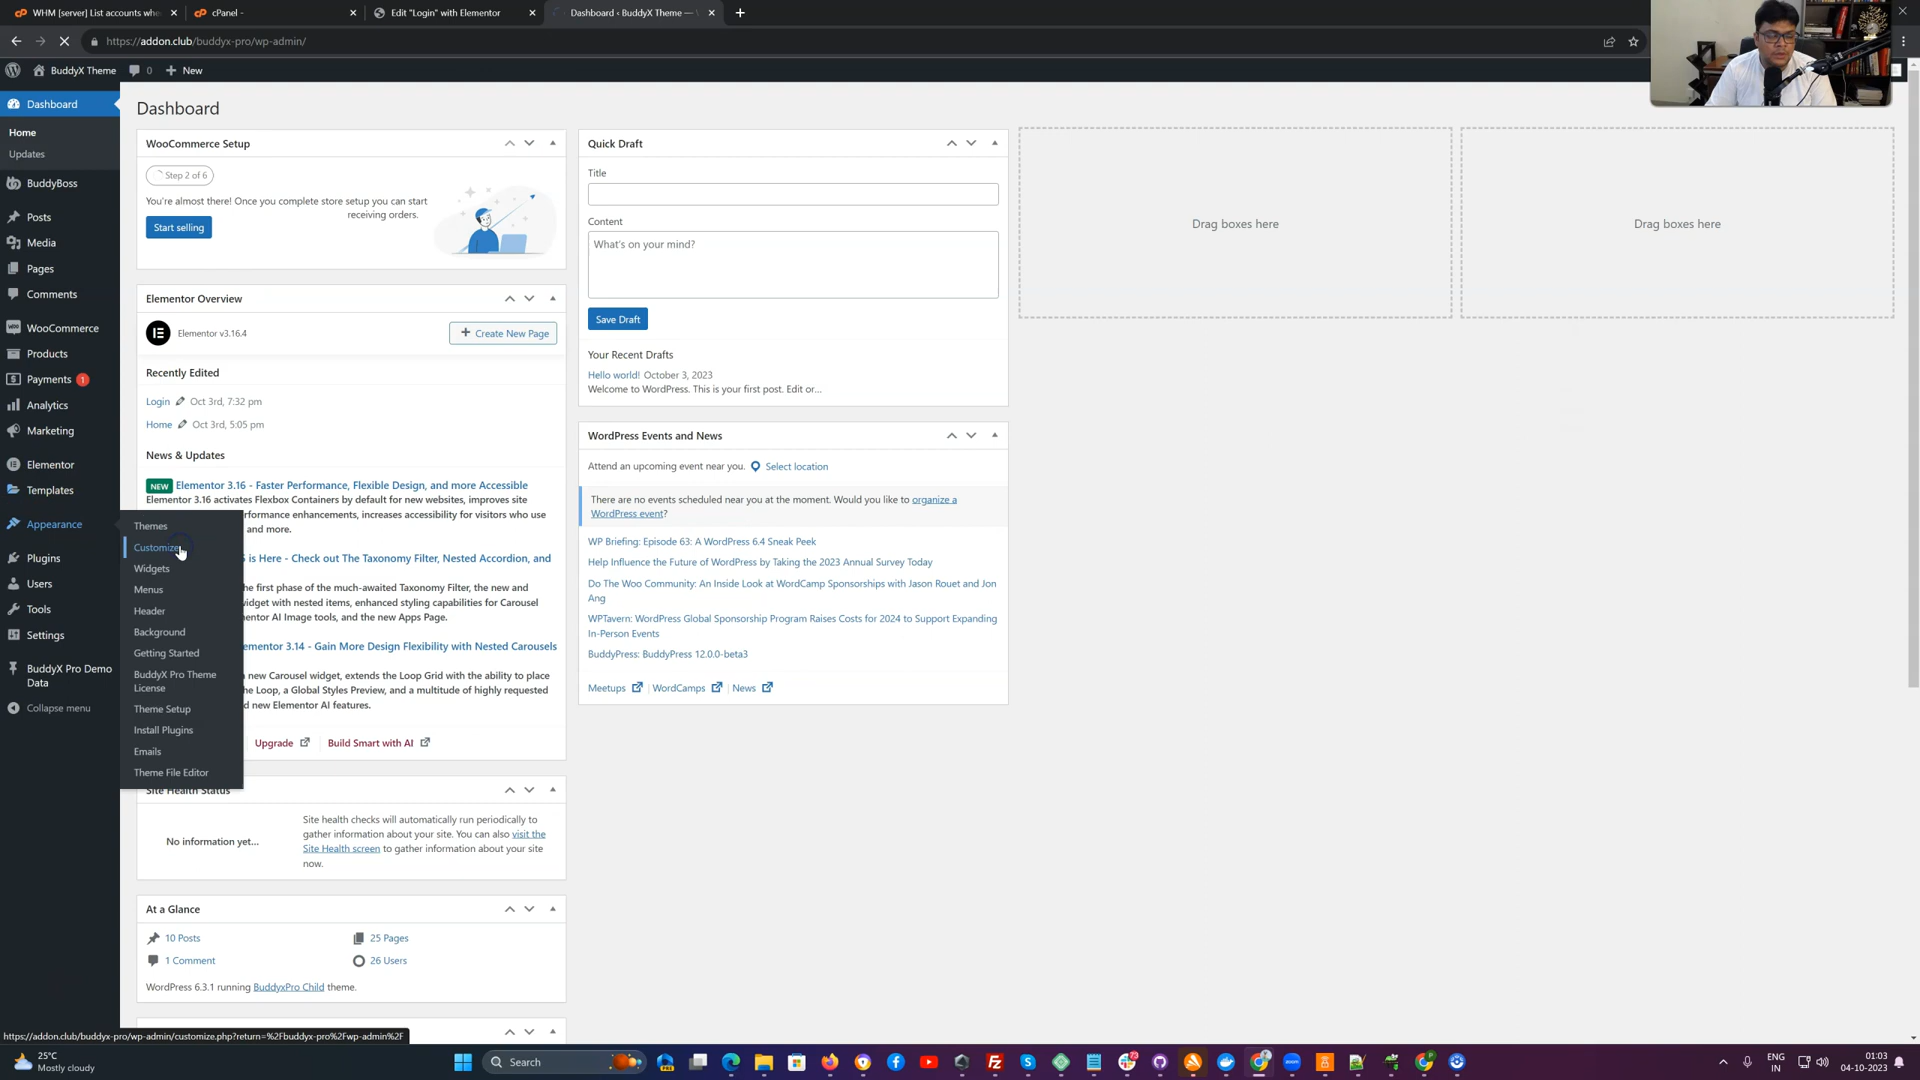 WHM [server] List accounts whe
cPanel -
Edit "Login" with Elementor
Dashboard ‹ BuddyX Theme —
https://addon.club/buddyx-pro/wp-admin/
BuddyX Theme
0
New
Dashboard
Home
Updates
BuddyBoss
Posts
Media
Pages
Comments
WooCommerce
Products
Payments 1
Analytics
Marketing
Elementor
Templates
Appearance
Plugins
Users
Tools
Settings
BuddyX Pro Demo
Data
Collapse menu
Themes
Customize
Widgets
Menus
Header
Background
Getting Started
BuddyX Pro Theme
License
Theme Setup
Install Plugins
Emails
Theme File Editor
Dashboard
WooCommerce Setup
Step 2 of 6
You're almost there! Once you complete store setup you can start
receiving orders.
Start selling
Elementor Overview
Elementor v3.16.4
Create New Page
Recently Edited
Login Oct 3rd, 7:32 pm
Home Oct 3rd, 5:05 pm
News & Updates
NEW Elementor 3.16 - Faster Performance, Flexible Design, and more Accessible
Elementor 3.16 activates Flexbox Containers by default for new websites, improves site
erformance enhancements, increases accessibility for visitors who use
and more.
is Here - Check out The Taxonomy Filter, Nested Accordion, and
he first phase of the much-awaited Taxonomy Filter, the new and
idget with nested items, enhanced styling capabilities for Carousel
entor AI Image tools, and the new Apps Page.
ementor 3.14 - Gain More Design Flexibility with Nested Carousels
new Carousel widget, extends the Loop Grid with the ability to place
he Loop, a Global Styles Preview, and a multitude of highly requested
d new Elementor AI features.
Upgrade
Build Smart with AI
Site Health Status
No information yet...
Site health checks will automatically run periodically to
gather information about your site. You can also visit the
Site Health screen to gather information about your site
now.
At a Glance
10 Posts
25 Pages
1 Comment
26 Users
WordPress 6.3.1 running BuddyxPro Child theme.
Quick Draft
Title
Content
What's on your mind?
Save Draft
Your Recent Drafts
Hello world! October 3, 2023
Welcome to WordPress. This is your first post. Edit or...
WordPress Events and News
Attend an upcoming event near you. Select location
There are no events scheduled near you at the moment. Would you like to organize a
WordPress event?
WP Briefing: Episode 63: A WordPress 6.4 Sneak Peek
Help Influence the Future of WordPress by Taking the 2023 Annual Survey Today
Do The Woo Community: An Inside Look at WordCamp Sponsorships with Jason Rouet and Jon
Ang
WPTavern: WordPress Global Sponsorship Program Raises Costs for 2024 to Support Expanding
In-Person Events
BuddyPress: BuddyPress 12.0.0-beta3
Meetups
WordCamps
News
Drag boxes here
Drag boxes here
https://addon.club/buddyx-pro/wp-admin/customize.php?return=%2Fbuddyx-pro%2Fwp-admin%2F
25°C
Mostly cloudy
Search
ENG
IN
01:03
04-10-2023